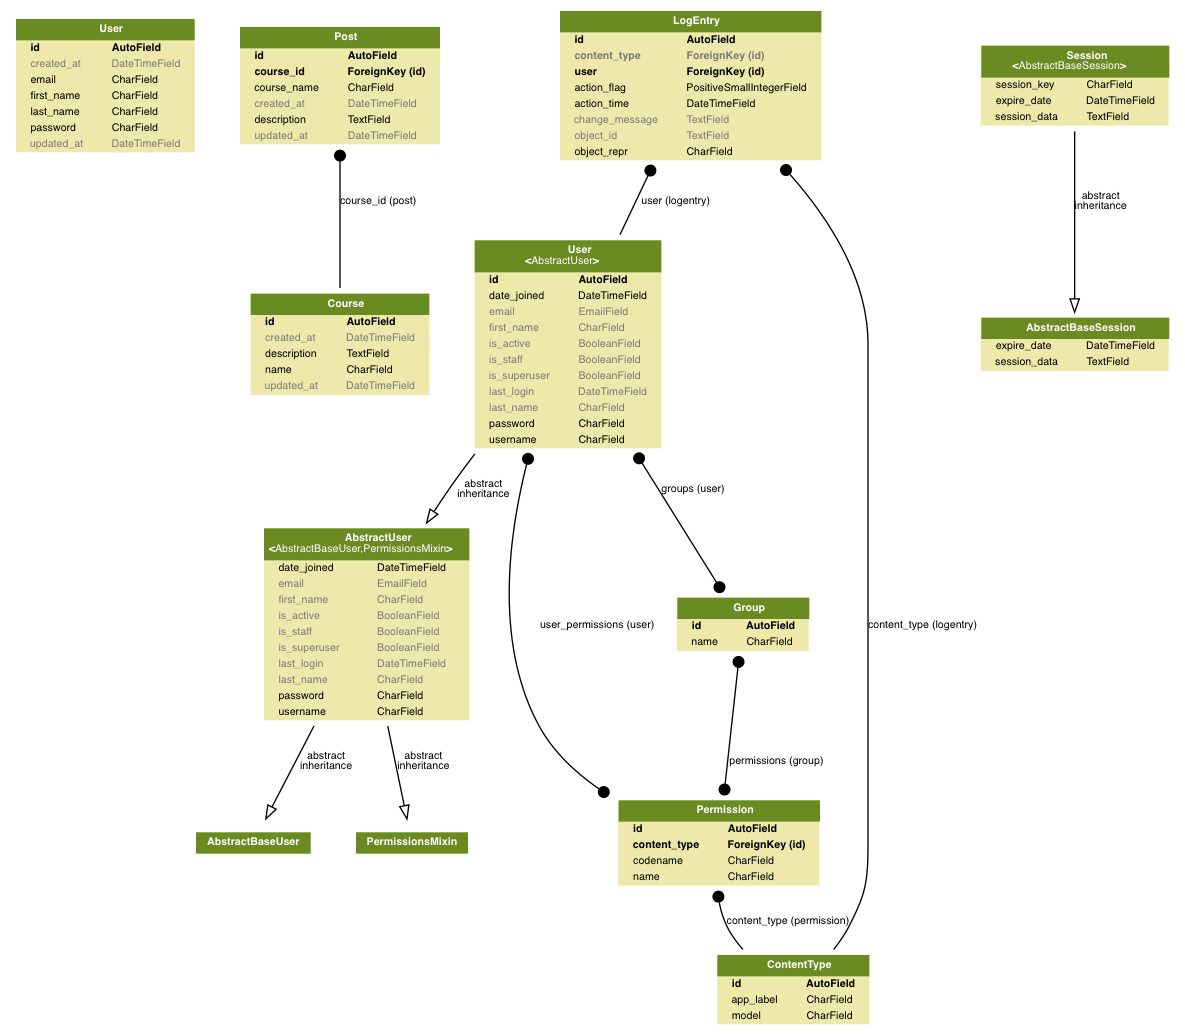 User
id AutoField
created_at DateTimeField
email CharField
first_name CharField
last_name CharField
password CharField
updated_at DateTimeField
Post
id AutoField
course_id ForeignKey (id)
course_name CharField
created_at DateTimeField
description TextField
updated_at DateTimeField
LogEntry
id AutoField
content_type ForeignKey (id)
user ForeignKey (id)
action_flag PositiveSmallIntegerField
action_time DateTimeField
change_message TextField
object_id TextField
object_repr CharField
Session
<AbstractBaseSession>
session_key CharField
expire_date DateTimeField
session_data TextField
course_id (post)
user (logentry)
abstract
inheritance
Course
id AutoField
created_at DateTimeField
description TextField
name CharField
updated_at DateTimeField
User
<AbstractUser>
id AutoField
date_joined DateTimeField
email EmailField
first_name CharField
is_active BooleanField
is_staff BooleanField
is_superuser BooleanField
last_login DateTimeField
last_name CharField
password CharField
username CharField
AbstractBaseSession
expire_date DateTimeField
session_data TextField
abstract
inheritance
groups (user)
AbstractUser
<AbstractBaseUser,PermissionsMixin>
date_joined DateTimeField
email EmailField
first_name CharField
is_active BooleanField
is_staff BooleanField
is_superuser BooleanField
last_login DateTimeField
last_name CharField
password CharField
username CharField
user_permissions (user)
Group
id AutoField
name CharField
content_type (logentry)
abstract
inheritance
abstract
inheritance
permissions (group)
AbstractBaseUser
PermissionsMixin
Permission
id AutoField
content_type ForeignKey (id)
codename CharField
name CharField
content_type (permission)
ContentType
id AutoField
app_label CharField
model CharField